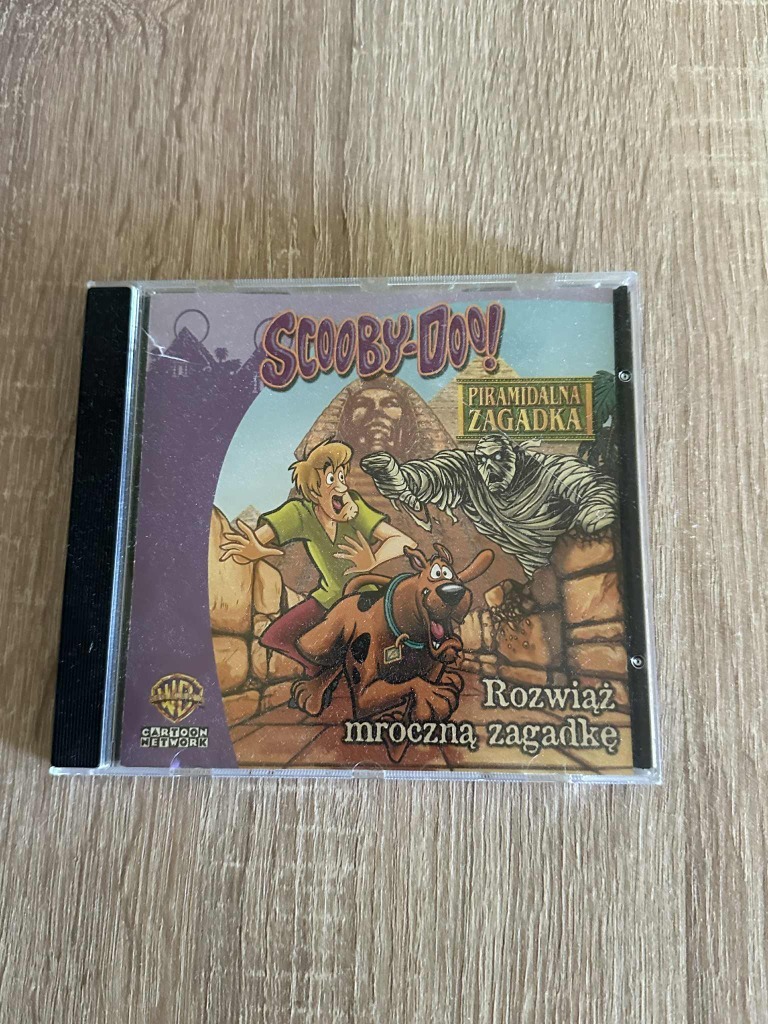 SCOOBY-DOO!
PIRAMIDALNA
ZAGADKA
Rozwiąż
mroczną zagadkę
WB
CARTOON
NETWORK